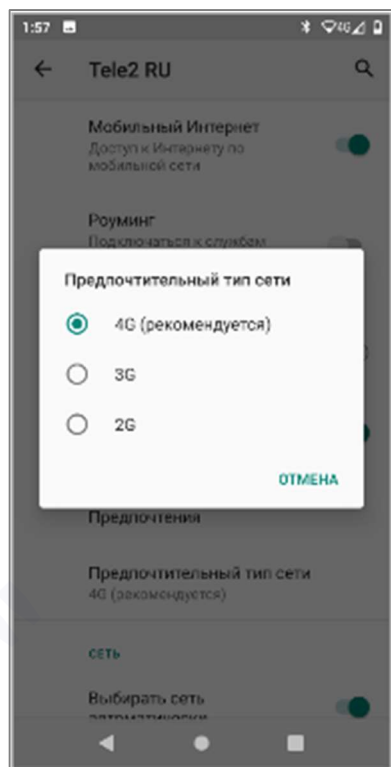 1:57
4G
Tele2 RU
Мобильный Интернет
Доступ к Интернету по
мобильной сети
Роуминг
Подключаться к службам
Предпочтительный тип сети
4G (рекомендуется)
3G
2G
ОТМЕНА
Предпочтения
Предпочтительный тип сети
4G (рекомендуется)
СЕТЬ
Выбирать сеть
автоматически